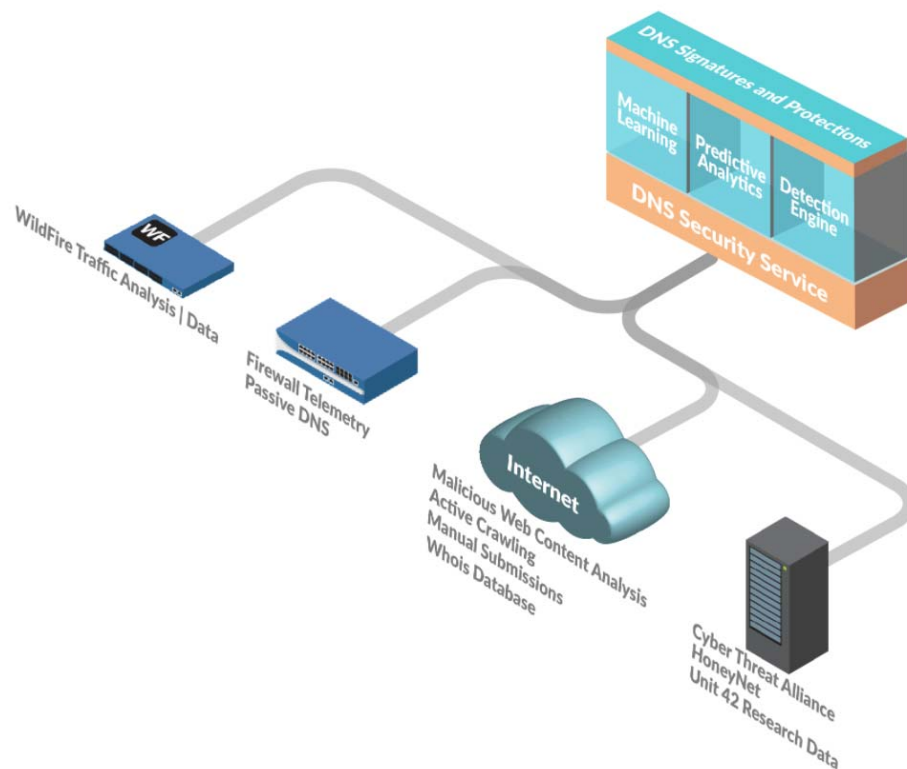 DNS Signatures and Protections
Machine
Learning
Predictive
Analytics
Detection
Engine
DNS Security Service
WF
WildFire Traffic Analysis | Data
Firewall Telemetry
Passive DNS
Internet
Malicious Web Content Analysis
Active Crawling
Manual Submissions
Whois Database
Cyber Threat Alliance
HoneyNet
Unit 42 Research Data